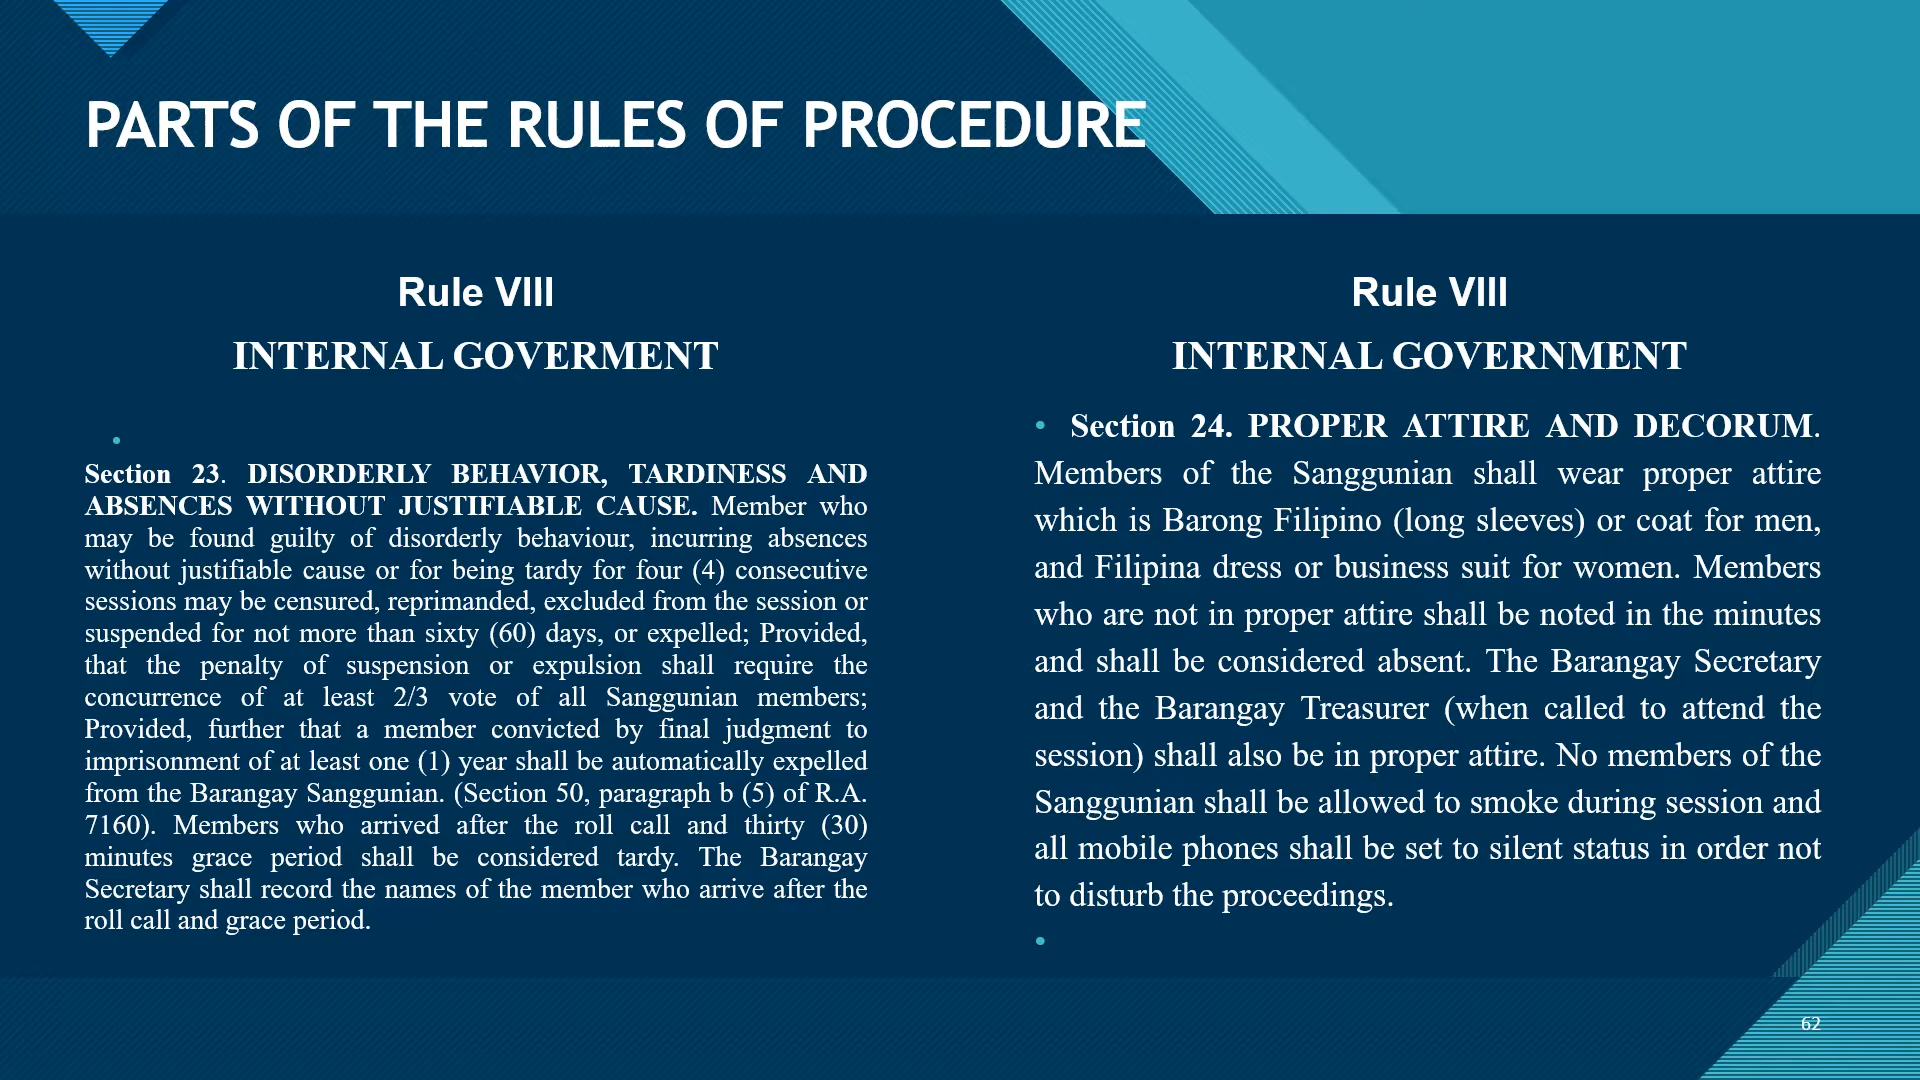 PARTS OF THE RULES OF PROCEDURE
Rule VIII
INTERNAL GOVERMENT
Section 23. DISORDERLY BEHAVIOR, TARDINESS AND
ABSENCES WITHOUT JUSTIFIABLE CAUSE. Member who
may be found guilty of disorderly behaviour, incurring absences
without justifiable cause or for being tardy for four (4) consecutive
sessions may be censured, reprimanded, excluded from the session or
suspended for not more than sixty (60) days, or expelled; Provided,
that the penalty of suspension or expulsion shall require the
concurrence of at least 2/3 vote of all Sanggunian members;
Provided, further that a member convicted by final judgment to
imprisonment of at least one (1) year shall be automatically expelled
from the Barangay Sanggunian. (Section 50, paragraph b (5) of R.A.
7160). Members who arrived after the roll call and thirty (30)
minutes grace period shall be considered tardy. The Barangay
Secretary shall record the names of the member who arrive after the
roll call and grace period.
Rule VIII
INTERNAL GOVERNMENT
• Section 24. PROPER ATTIRE AND DECORUM.
Members of the Sanggunian shall wear proper attire
which is Barong Filipino (long sleeves) or coat for men,
and Filipina dress or business suit for women. Members
who are not in proper attire shall be noted in the minutes
and shall be considered absent. The Barangay Secretary
and the Barangay Treasurer (when called to attend the
session) shall also be in proper attire. No members of the
Sanggunian shall be allowed to smoke during session and
all mobile phones shall be set to silent status in order not
to disturb the proceedings.
62